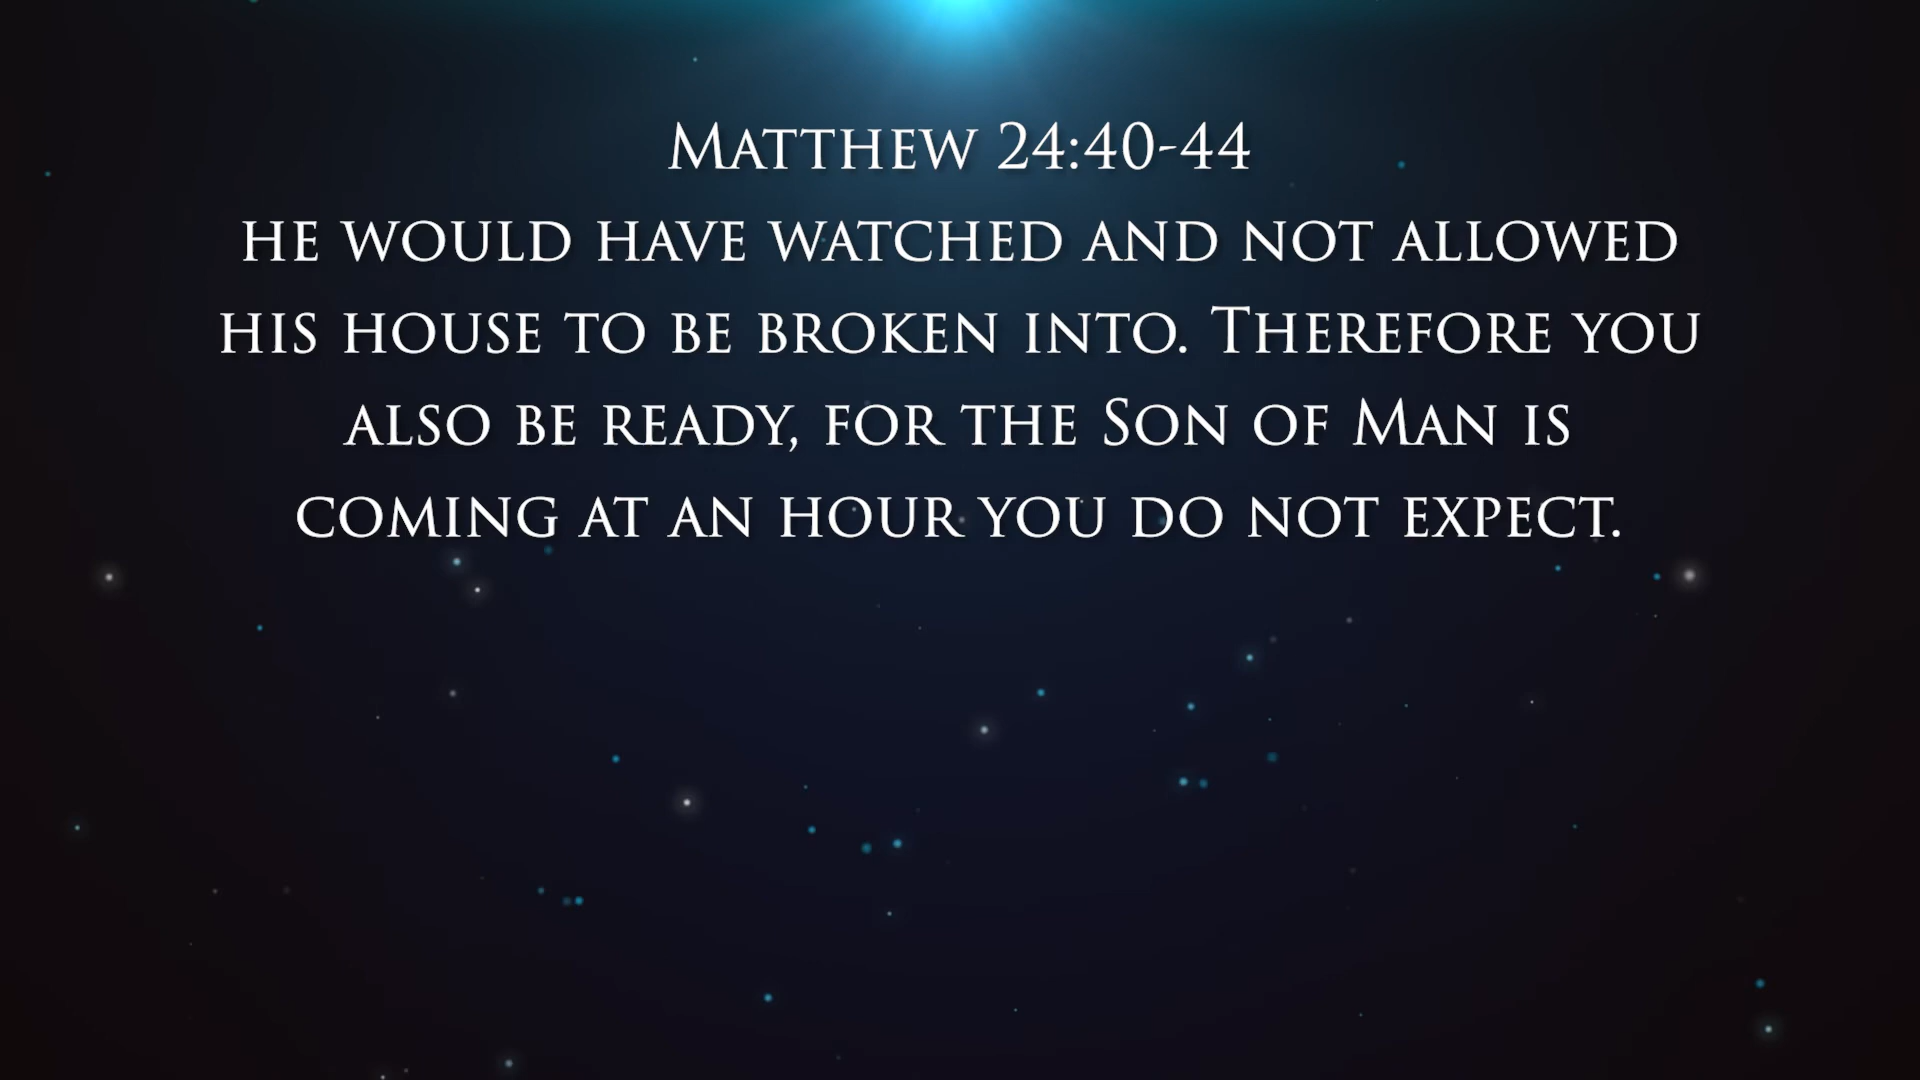 Matthew 24:40-44
he would have watched and not allowed
his house to be broken into. Therefore you
also be ready, for the Son of Man is
coming at an hour you do not expect.